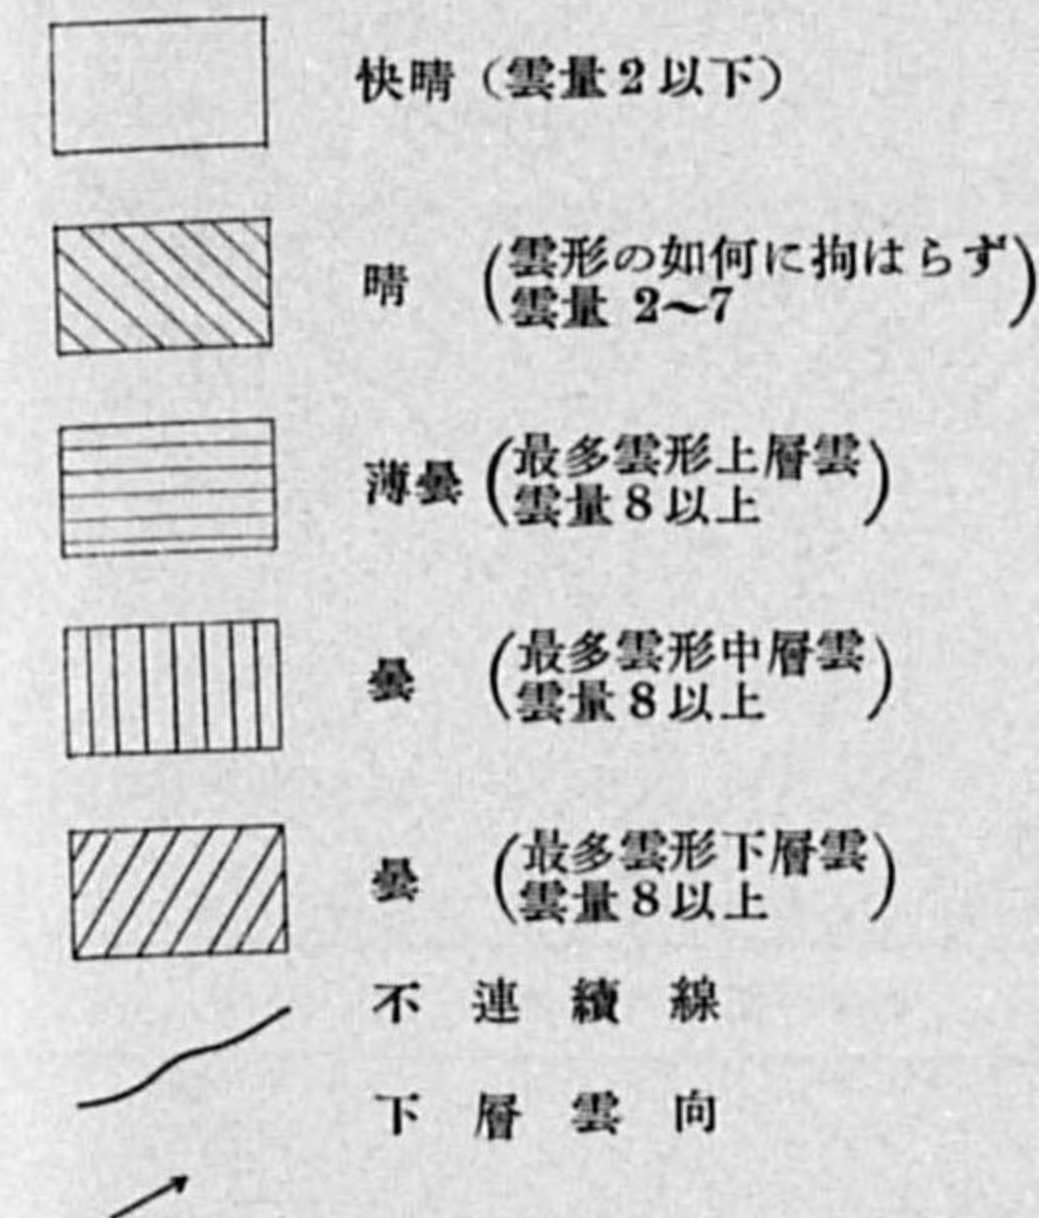 快晴（雲量2以下）
晴（雲形の如何に拘はらず
雲量 2～7）
薄曇（最多雲形上層雲
雲量8以上）
曇（最多雲形中層雲
雲量8以上）
曇（最多雲形下層雲
雲量8以上）
不連續線
下層雲向